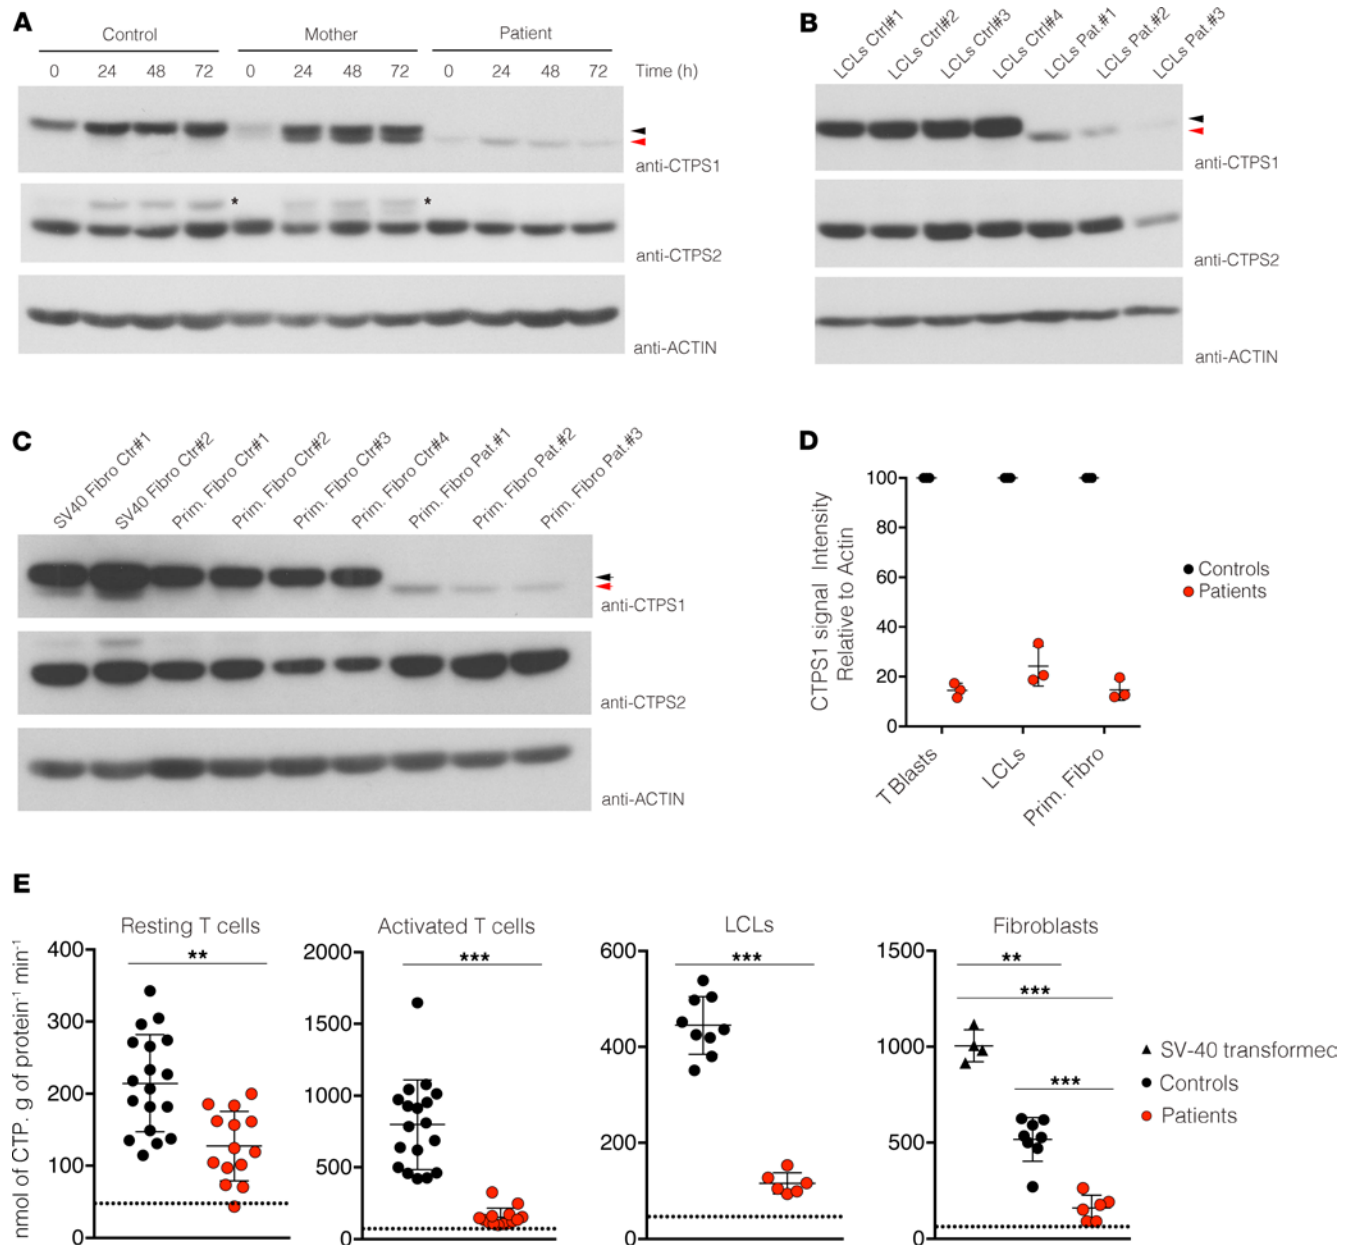 A
Control Mother Patient
0 24 48 72 0 24 48 72 0 24 48 72 Time (h)
anti-CTPS1
* *
anti-CTPS2
anti-ACTIN
B
LCLs Ctrl#1 LCLs Ctrl#2 LCLs Ctrl#3 LCLs Ctrl#4 LCLs Pat.#1 LCLs Pat.#2 LCLs Pat.#3
anti-CTPS1
anti-CTPS2
anti-ACTIN
C
SV40 Fibro Ctr#1 SV40 Fibro Ctr#2 Prim. Fibro Ctr#1 Prim. Fibro Ctr#2 Prim. Fibro Ctr#3 Prim. Fibro Ctr#4 Prim. Fibro Pat.#1 Prim. Fibro Pat.#2 Prim. Fibro Pat.#3
anti-CTPS1
anti-CTPS2
anti-ACTIN
D
CTPS1 signal Intensity
Relative to Actin
100
80
60
40
20
0
T Blasts LCLs Prim. Fibro
Controls
Patients
E
nmol of CTP. g of protein⁻¹ min⁻¹
Resting T cells
400
300
200
100
0
**
Activated T cells
2000
1500
1000
500
0
***
LCLs
600
400
200
0
***
Fibroblasts
1500
1000
500
0
**
***
***
SV-40 transformec
Controls
Patients